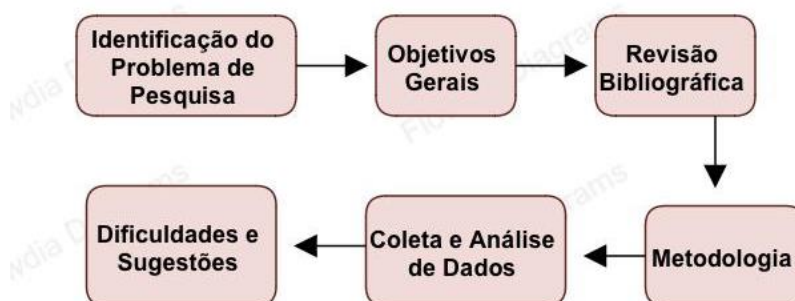 Identificação do
Problema de
Pesquisa
Objetivos
Gerais
Revisão
Bibliográfica
Metodologia
Coleta e Análise
de Dados
Dificuldades e
Sugestões